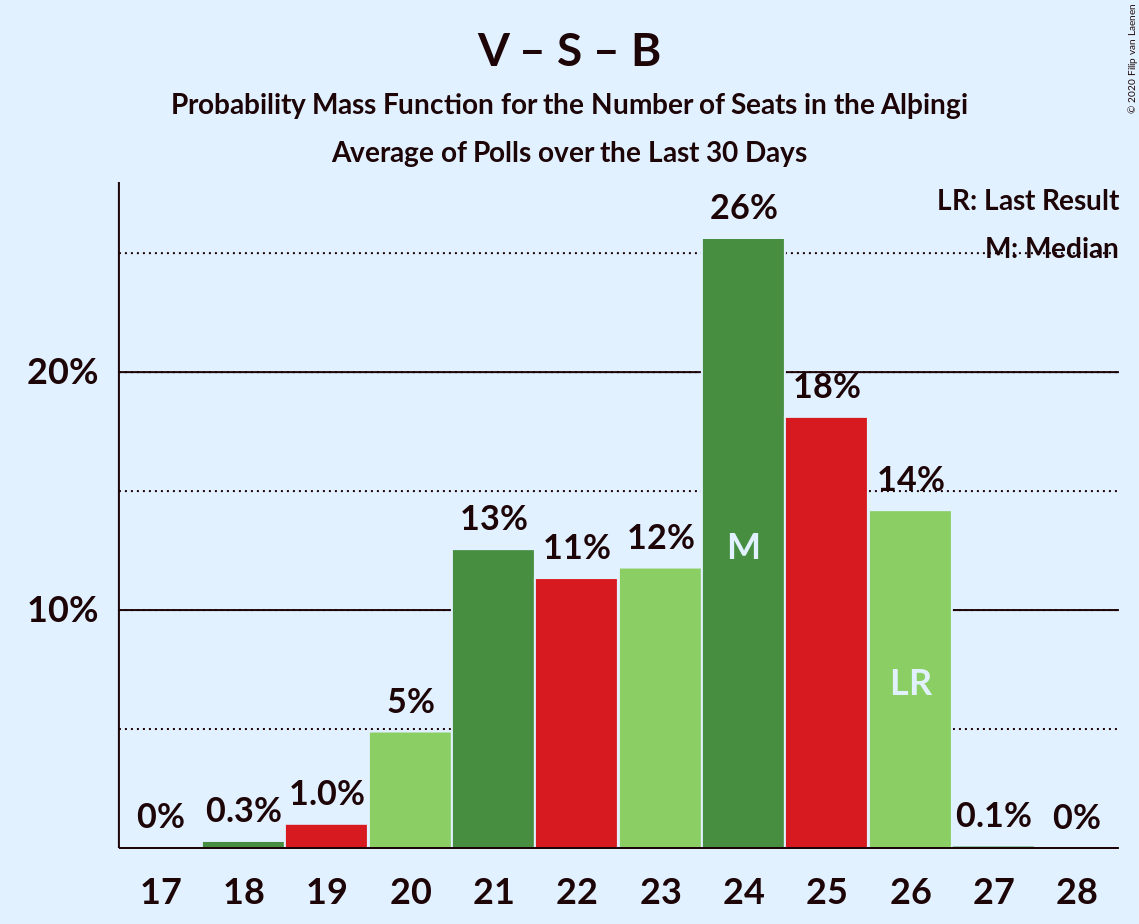 V – S – B
Probability Mass Function for the Number of Seats in the Alþingi
Average of Polls over the Last 30 Days
© 2020 Filip van Laenen
LR: Last Result
M: Median
26%
18%
14%
13%
11%
12%
5%
0%
0.3%
1.0%
0.1%
0%
M
LR
20%
10%
17 18 19 20 21 22 23 24 25 26 27 28